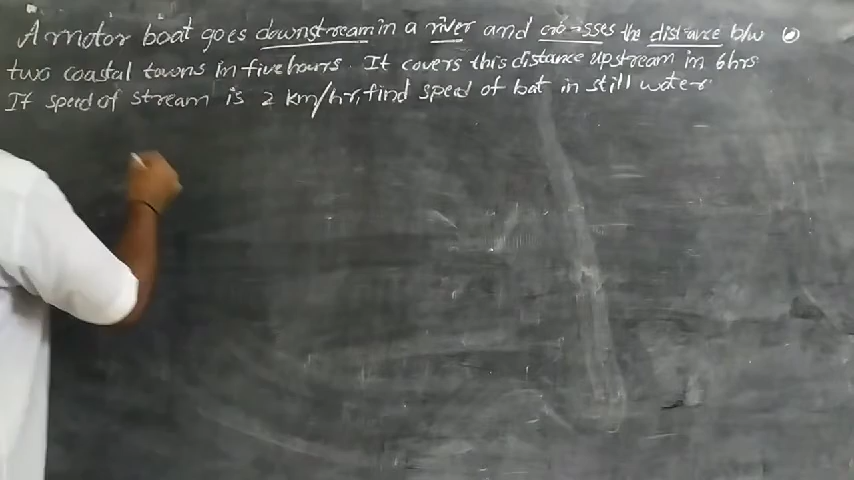 A motor boat goes downstream in a river and crosses the distance b/w
two coastal towns in five hours. It covers this distance upstream in 6hrs
If speed of stream is 2 km/hr, find speed of bat in still water.